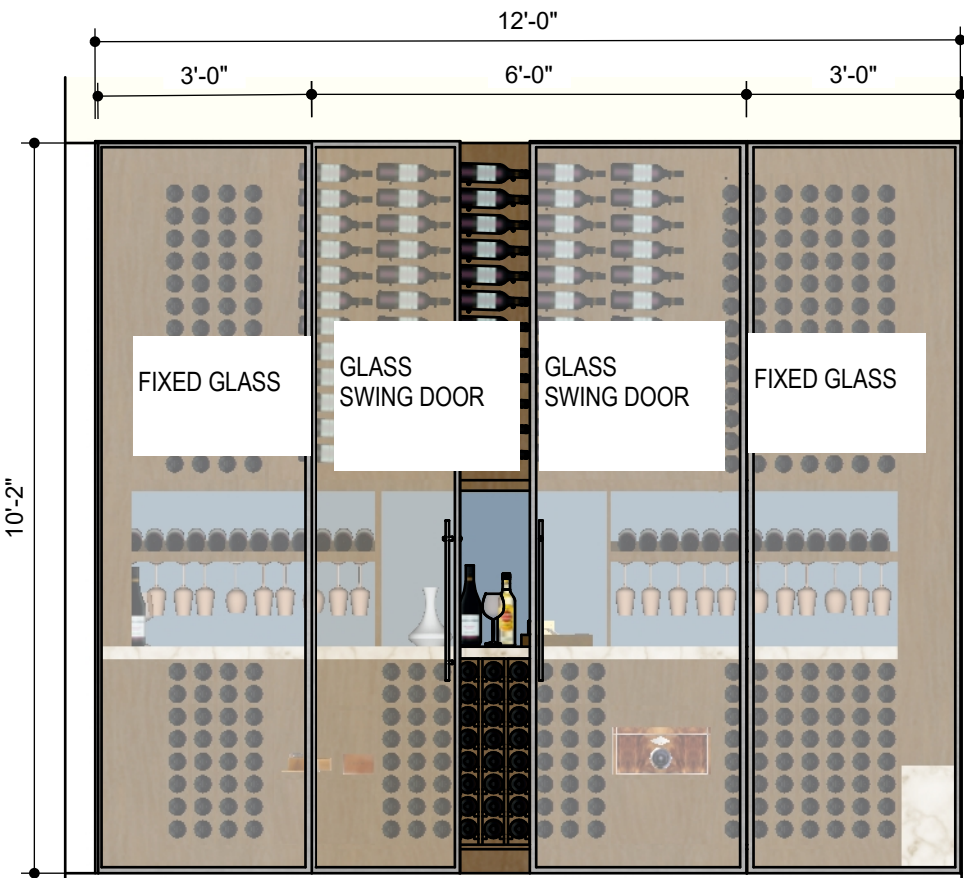 12'-0"
3'-0"
6'-0"
3'-0"
10'-2"
FIXED GLASS
GLASS
SWING DOOR
GLASS
SWING DOOR
FIXED GLASS